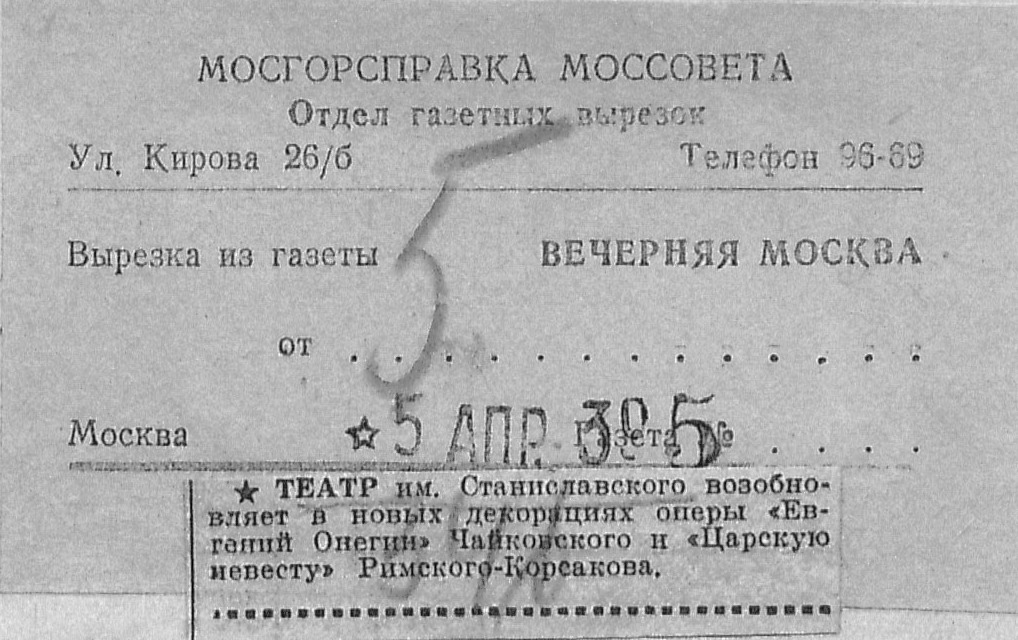 МОСГОРСПРАВКА МОССОВЕТА
Отдел газетных вырезок
Ул. Кирова 26/б Телефон 96-69
Вырезка из газеты ВЕЧЕРНЯЯ МОСКВА
5
от . . . . . . . . . . . . .
Москва ☆5 АПР. 39 5 Газета № . . . .
★ ТЕАТР им. Станиславского возобно-
вляет в новых декорациях оперы «Ев-
гений Онегин» Чайковского и «Царскую
невесту» Римского-Корсакова.